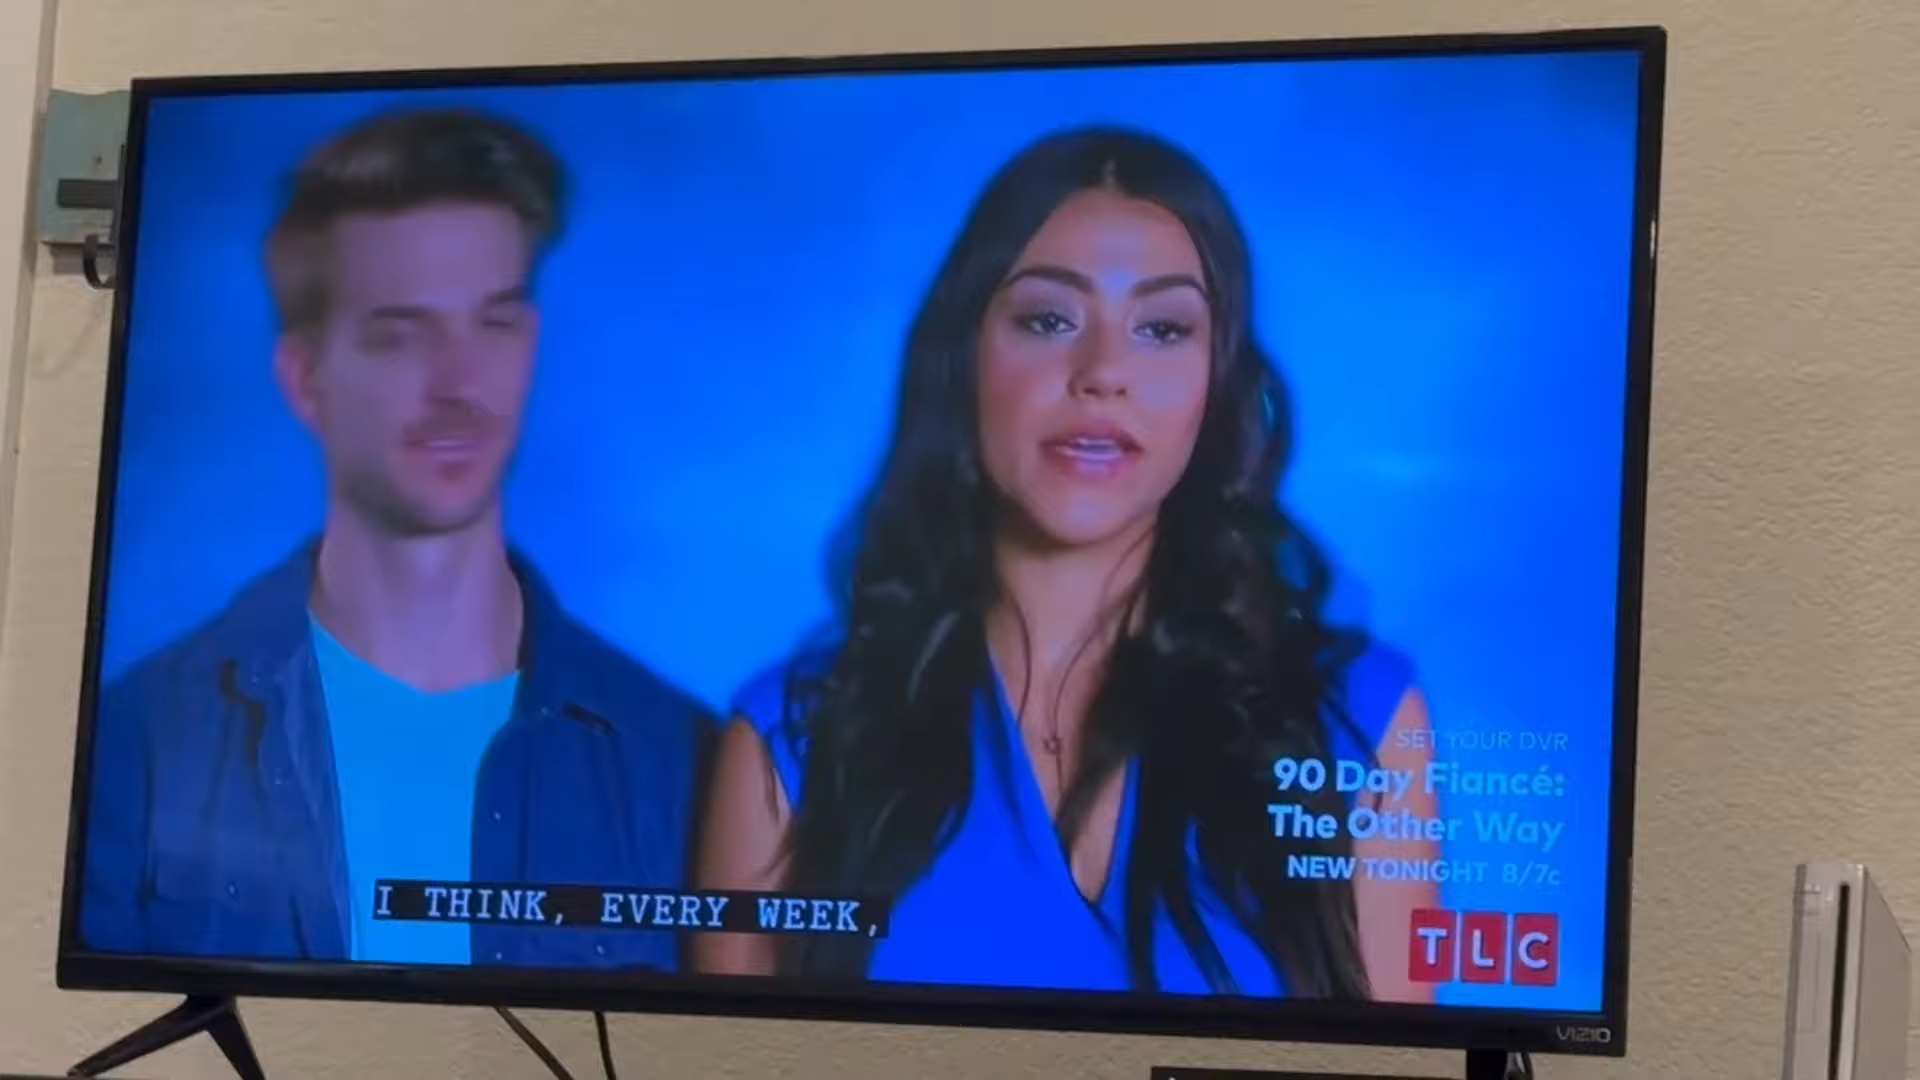 SET YOUR DVR
90 Day Fiancé:
The Other Way
NEW TONIGHT 8/7c
I THINK, EVERY WEEK,
TLC
VIZIO